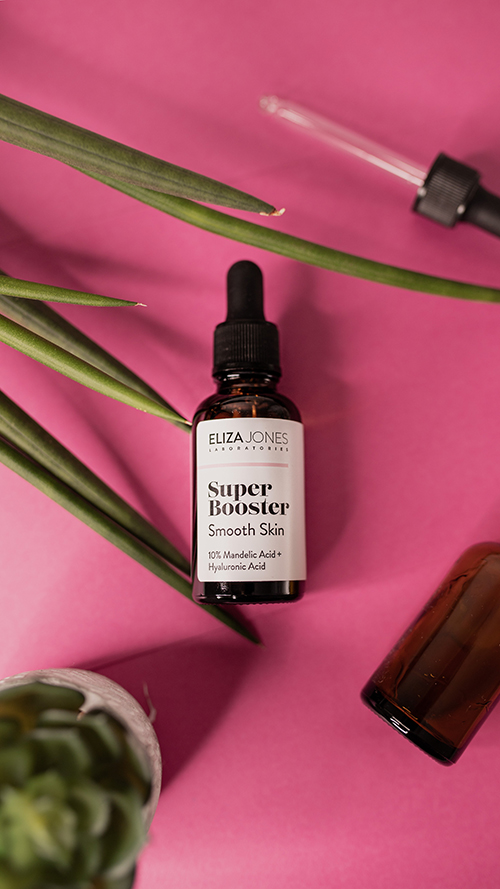 ELIZA JONES
LABORATORIES
Super
Booster
Smooth Skin
10% Mandelic Acid +
Hyaluronic Acid